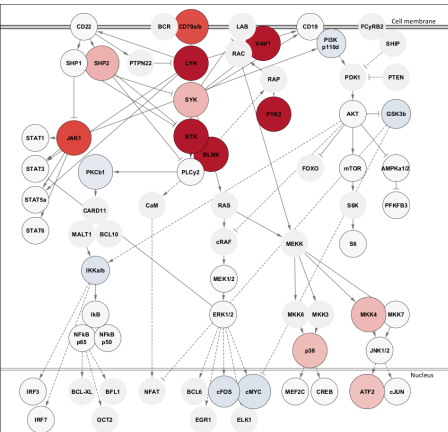 CD22 BCR CD79a/b LAB CD19 FCyRB2 Cell membrane
VAV1 PI3K p110d SHIP
SHP1 SHP2 PTPN22 LYN RAC
RAP PDK1 PTEN
SYK
PYK2 AKT GSK3b
STAT1 JAK1 BTK
BLNK
STAT3 PKCb1 PLCy2 FOXO mTOR AMPKa1/2
STAT5a CARD11 CaM RAS S6K PFKFB3
STAT6 MALT1 BCL10 cRAF MEKK S6
IKKa/b MEK1/2
IkB ERK1/2 MKK6 MKK3 MKK4 MKK7
NFkB p65 NFkB p50 p38 JNK1/2
Nucleus
IRF3 BCL-XL BFL1 NFAT BCL6 cFOS cMYC MEF2C CREB ATF2 cJUN
IRF7 OCT2 EGR1 ELK1